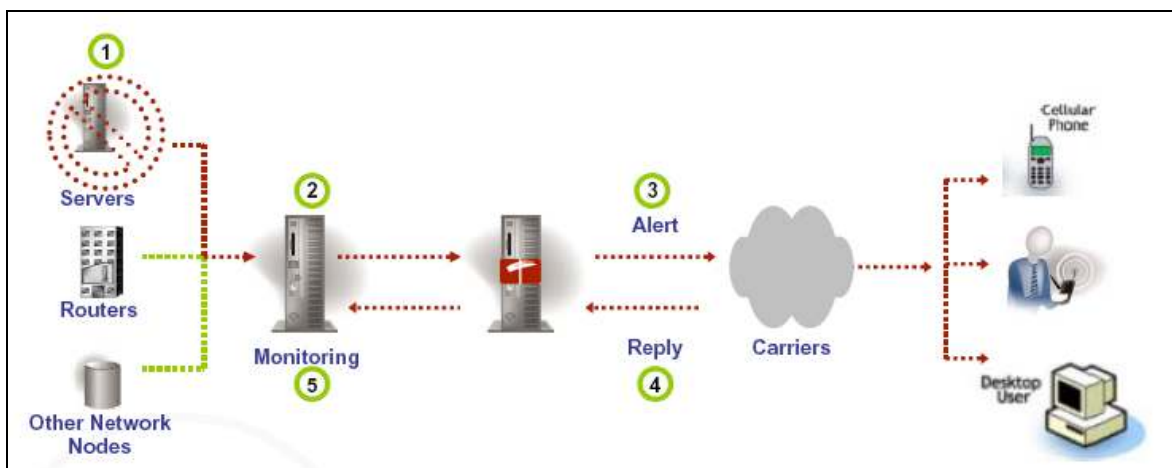 1
Servers
Routers
Other Network
Nodes
2
Monitoring
5
3
Alert
Reply
4
Carriers
Cellular
Phone
Desktop
User